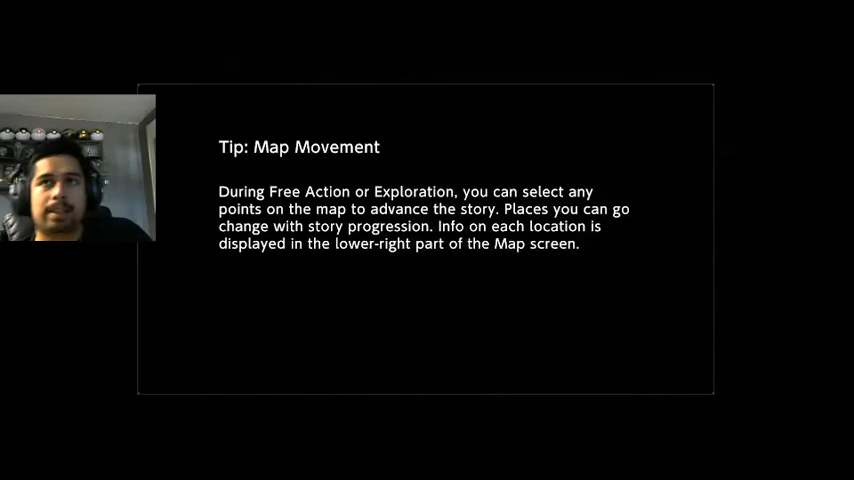 Tip: Map Movement
During Free Action or Exploration, you can select any
points on the map to advance the story. Places you can go
change with story progression. Info on each location is
displayed in the lower-right part of the Map screen.